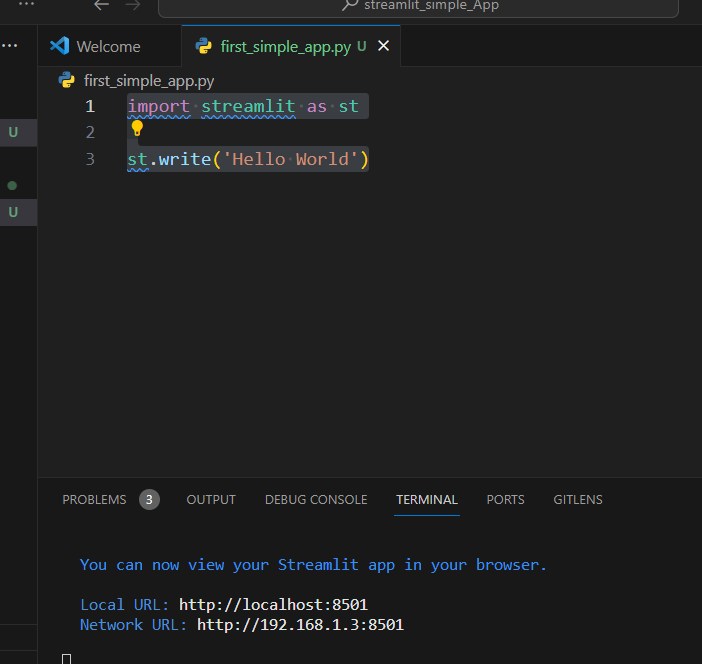 streamlit_simple_App
Welcome
first_simple_app.py U
first_simple_app.py
U
U
1 import streamlit as st
2
3 st.write('Hello World')
PROBLEMS 3 OUTPUT DEBUG CONSOLE TERMINAL PORTS GITLENS
You can now view your Streamlit app in your browser.
Local URL: http://localhost:8501
Network URL: http://192.168.1.3:8501